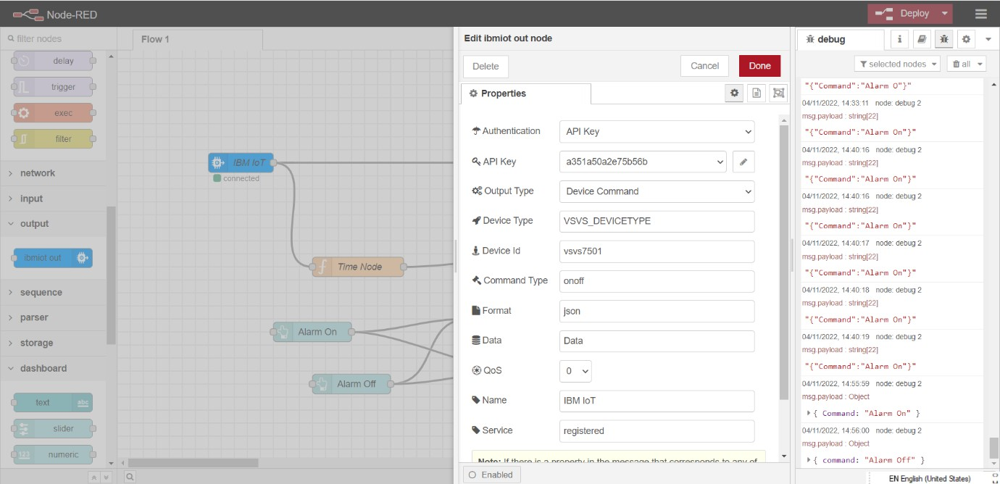 Node-RED
Deploy
filter nodes
Flow 1
delay
trigger
exec
filter
network
input
output
ibmiot out
sequence
parser
storage
dashboard
text
abc
slider
123
numeric
IBM IoT
connected
Time Node
Alarm On
Alarm Off
Edit ibmiot out node
Delete
Cancel
Done
Properties
Authentication
API Key
API Key
a351a50a2e75b56b
Output Type
Device Command
Device Type
VSVS_DEVICETYPE
Device Id
vsvs7501
Command Type
onoff
Format
json
Data
Data
QoS
0
Name
IBM IoT
Service
registered
Note: If there is a property in the message that corresponds to any of
Enabled
debug
selected nodes
all
"{"Command":"Alarm O"}"
04/11/2022, 14:33:11 node: debug 2
msg.payload : string[22]
"{"Command":"Alarm On"}"
04/11/2022, 14:40:16 node: debug 2
msg.payload : string[22]
"{"Command":"Alarm On"}"
04/11/2022, 14:40:16 node: debug 2
msg.payload : string[22]
"{"Command":"Alarm On"}"
04/11/2022, 14:40:17 node: debug 2
msg.payload : string[22]
"{"Command":"Alarm On"}"
04/11/2022, 14:40:18 node: debug 2
msg.payload : string[22]
"{"Command":"Alarm On"}"
04/11/2022, 14:40:19 node: debug 2
msg.payload : string[22]
"{"Command":"Alarm On"}"
04/11/2022, 14:55:59 node: debug 2
msg.payload : Object
{ Command: "Alarm On" }
04/11/2022, 14:56:00 node: debug 2
msg.payload : Object
{ command: "Alarm Off" }
EN English (United States)